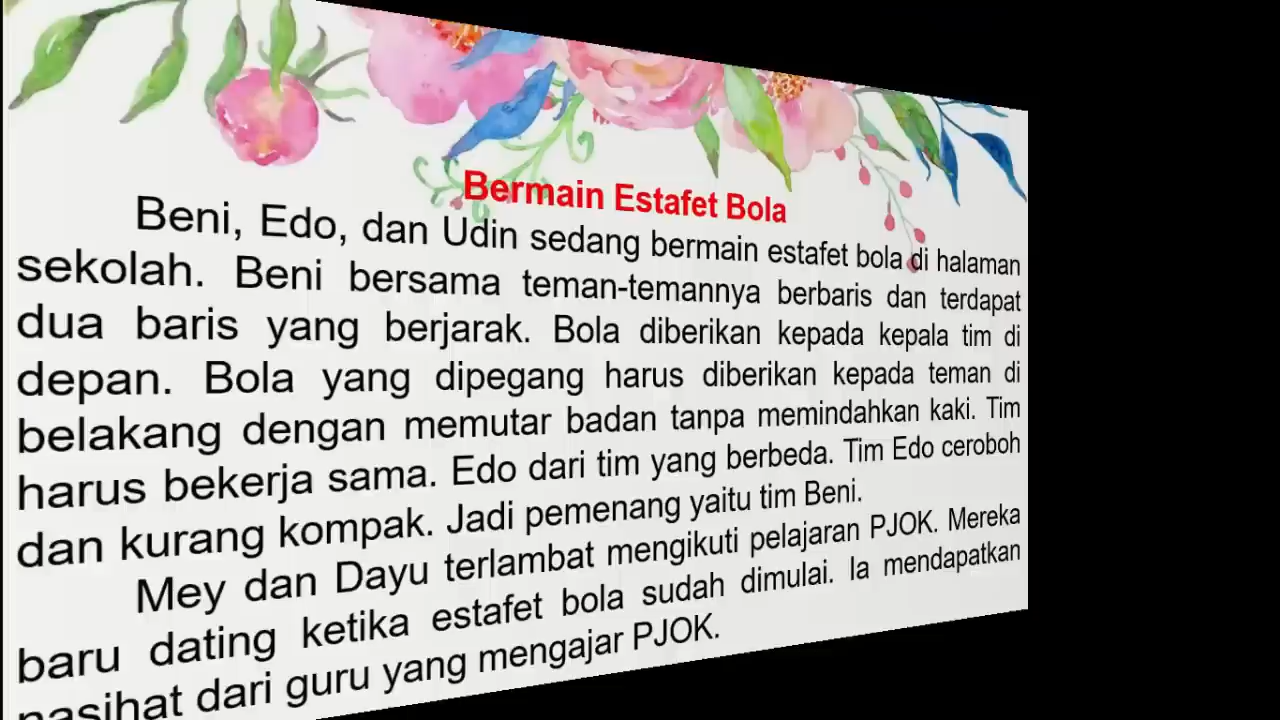 Bermain Estafet Bola
Beni, Edo, dan Udin sedang bermain estafet bola di halaman
sekolah. Beni bersama teman-temannya berbaris dan terdapat
dua baris yang berjarak. Bola diberikan kepada kepala tim di
depan. Bola yang dipegang harus diberikan kepada teman di
belakang dengan memutar badan tanpa memindahkan kaki. Tim
harus bekerja sama. Edo dari tim yang berbeda. Tim Edo ceroboh
dan kurang kompak. Jadi pemenang yaitu tim Beni.
Mey dan Dayu terlambat mengikuti pelajaran PJOK. Mereka
baru dating ketika estafet bola sudah dimulai. Ia mendapatkan
nasihat dari guru yang mengajar PJOK.